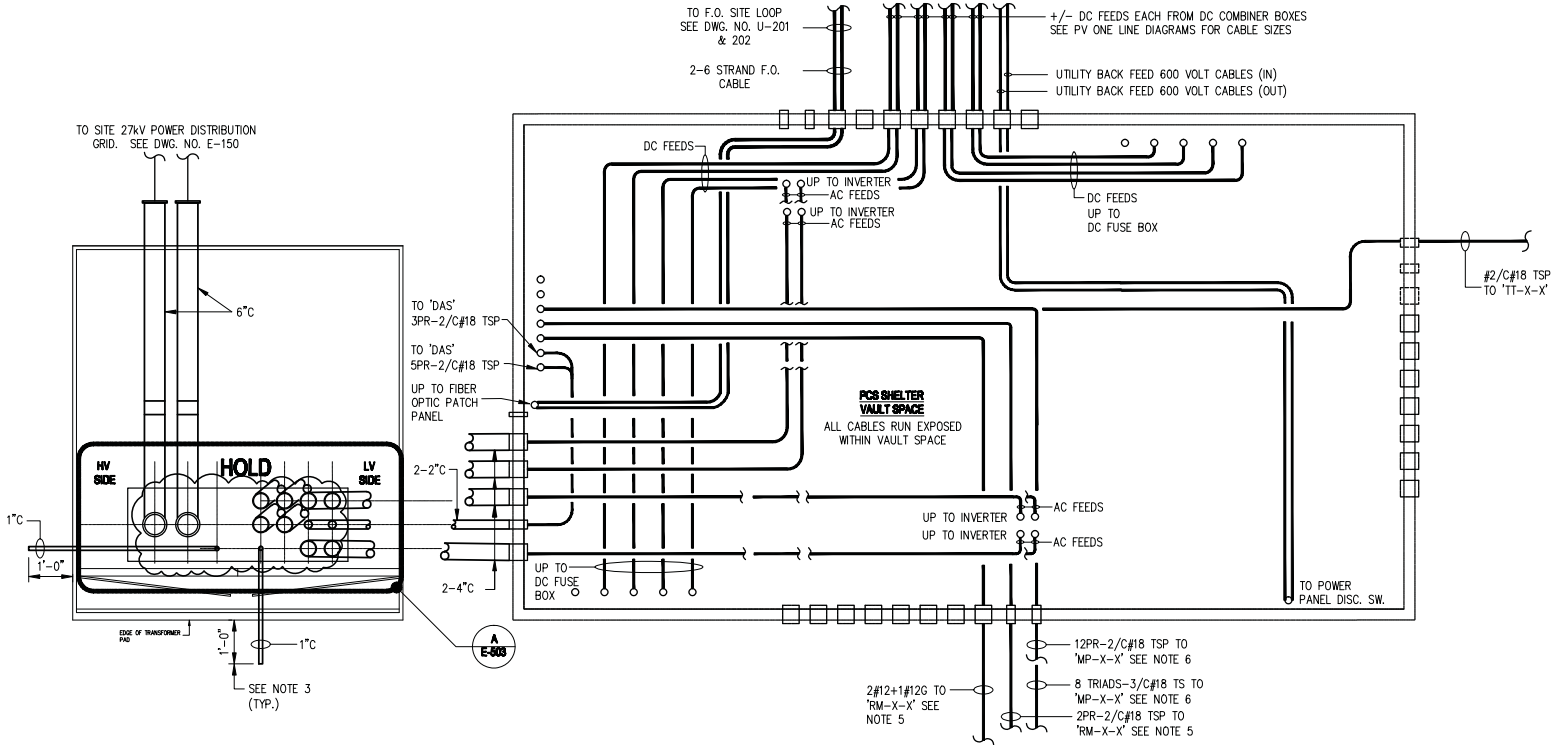 TO F.O. SITE LOOP
SEE DWG. NO. U-201
& 202
2-6 STRAND F.O.
CABLE
+/- DC FEEDS EACH FROM DC COMBINER BOXES
SEE PV ONE LINE DIAGRAMS FOR CABLE SIZES
UTILITY BACK FEED 600 VOLT CABLES (IN)
UTILITY BACK FEED 600 VOLT CABLES (OUT)
TO SITE 27kV POWER DISTRIBUTION
GRID. SEE DWG. NO. E-150
DC FEEDS
UP TO INVERTER
AC FEEDS
UP TO INVERTER
AC FEEDS
DC FEEDS
UP TO
DC FUSE BOX
#2/C#18 TSP
TO 'TT-X-X'
6"C
TO 'DAS'
3PR-2/C#18 TSP
TO 'DAS'
5PR-2/C#18 TSP
UP TO FIBER
OPTIC PATCH
PANEL
PCS SHELTER
VAULT SPACE
ALL CABLES RUN EXPOSED
WITHIN VAULT SPACE
HV
SIDE
HOLD
LV
SIDE
2-2"C
1"C
1'-0"
AC FEEDS
UP TO INVERTER
UP TO INVERTER
AC FEEDS
2-4"C
UP TO
DC FUSE
BOX
TO POWER
PANEL DISC. SW.
EDGE OF TRANSFORMER
PAD
1'-0"
1"C
A
E-503
SEE NOTE 3
(TYP.)
12PR-2/C#18 TSP TO
'MP-X-X' SEE NOTE 6
8 TRIADS-3/C#18 TS TO
'MP-X-X' SEE NOTE 6
2#12+1#12G TO
'RM-X-X' SEE
NOTE 5
2PR-2/C#18 TSP TO
'RM-X-X' SEE NOTE 5